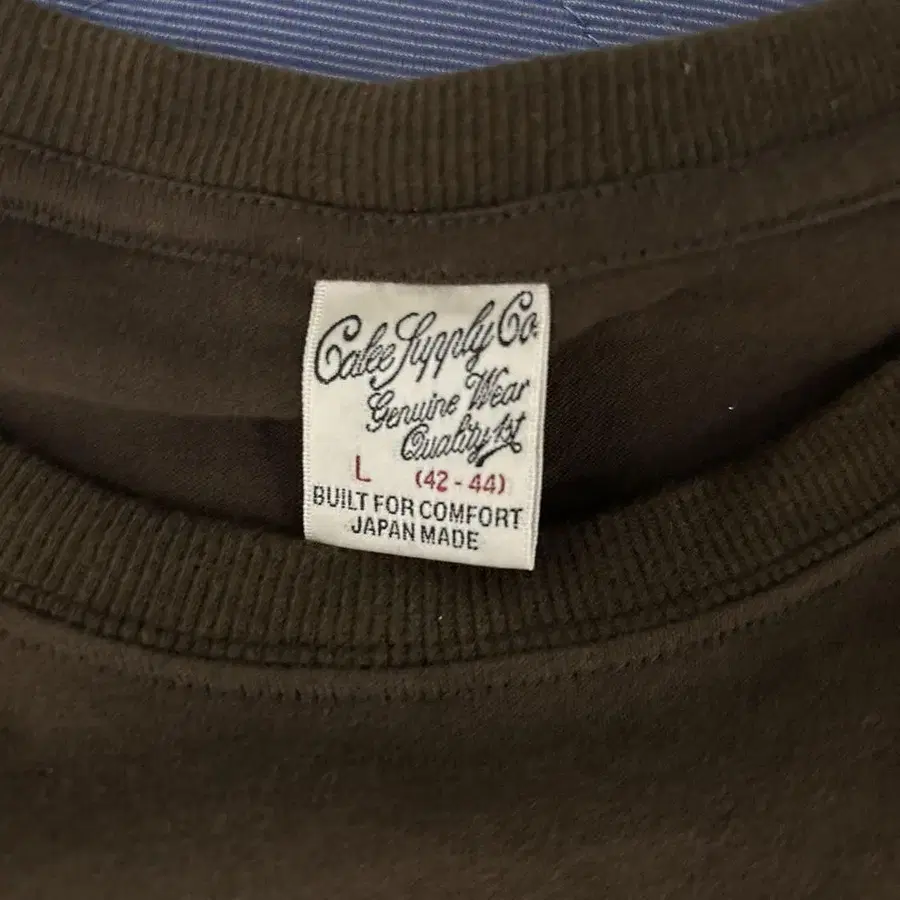 Calee Supply Co.
Genuine Wear
Quality 1st
L (42 - 44)
BUILT FOR COMFORT
JAPAN MADE